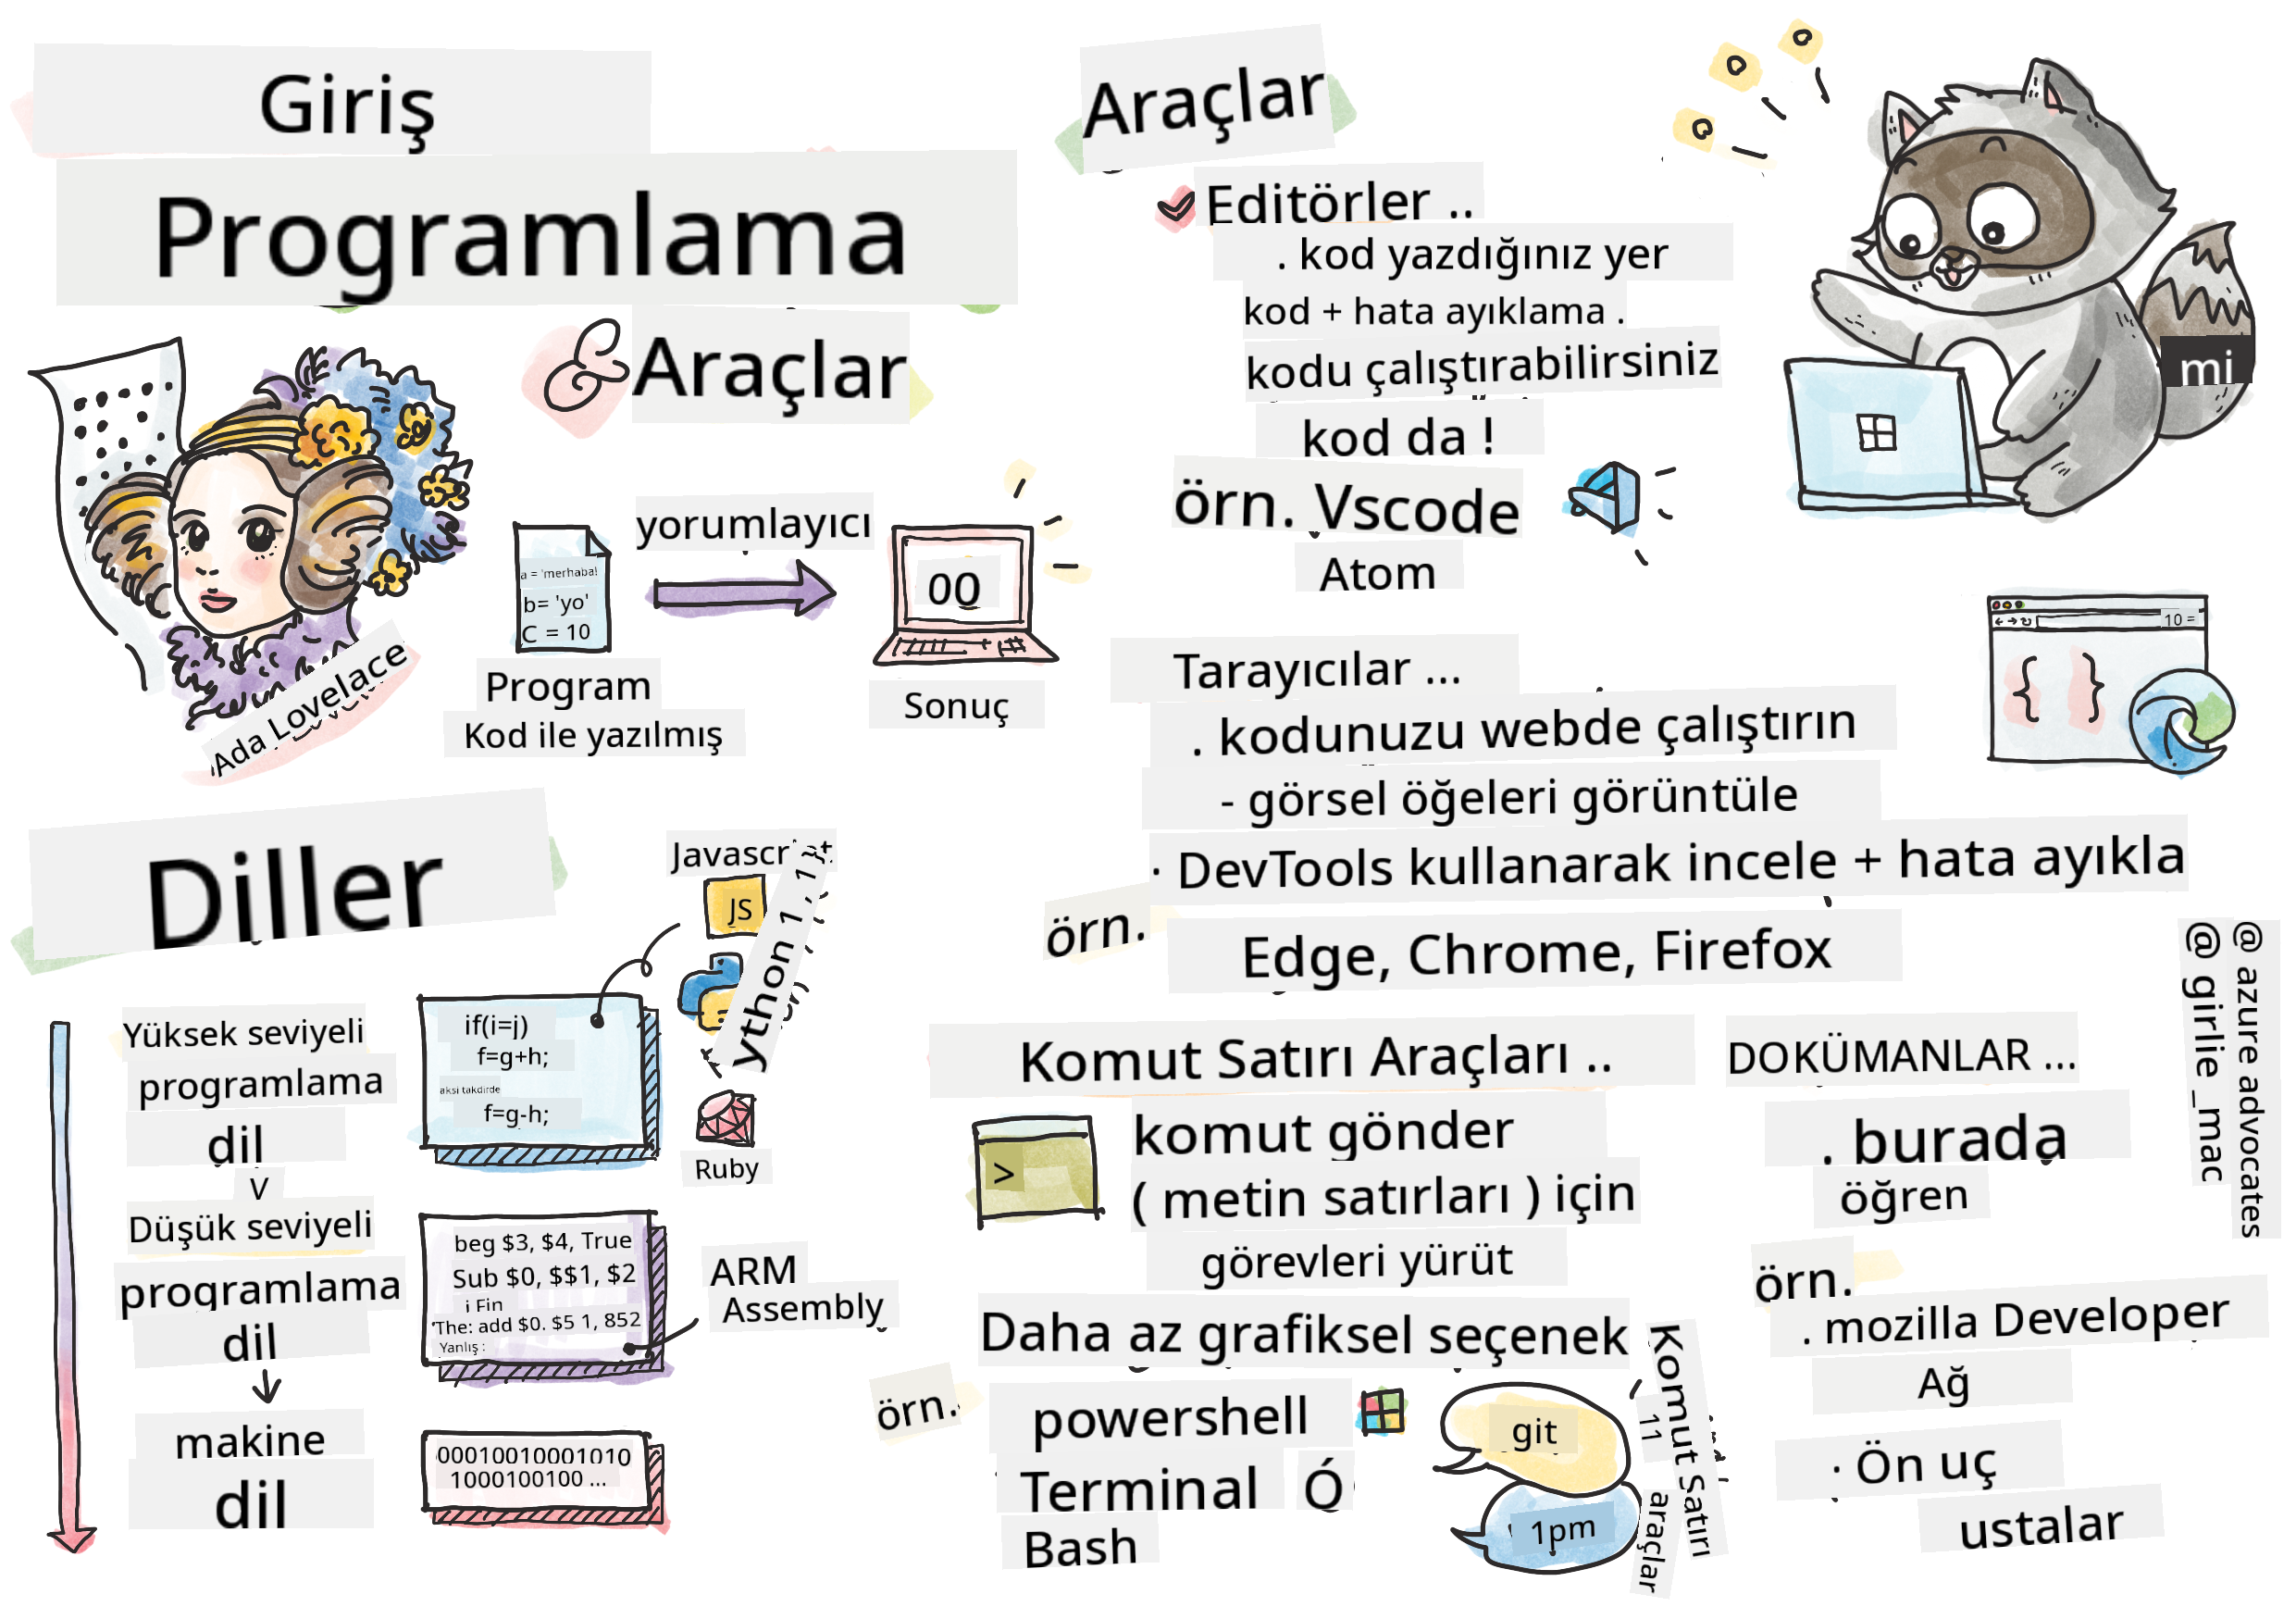 Giriş
Programlama
& Araçlar
Ada Lovelace
a = 'merhaba!
b= 'yo'
C = 10
Program
Kod ile yazılmış
yorumlayıcı
Sonuç
Diller
Yüksek seviyeli
programlama
dil
V
Düşük seviyeli
programlama
dil
makine
dil
if(i=j)
f=g+h;
aksi takdirde
f=g-h;
JS
Ruby
beg $3, $4, True
Sub $0, $$1, $2
i Fin
The: add $0. $5 1, 852
Yanlış :
ARM
Assembly
00010010001010
1000100100 ...
Araçlar
Editörler ..
. kod yazdığınız yer
kod + hata ayıklama .
kodu çalıştırabilirsiniz
kod da !
örn. Vscode
Atom
mi
Tarayıcılar ...
. kodunuzu webde çalıştırın
- görsel öğeleri görüntüle
· DevTools kullanarak incele + hata ayıkla
örn.
Edge, Chrome, Firefox
10 =
{ }
Komut Satırı Araçları ..
>
komut gönder
( metin satırları ) için
görevleri yürüt
Daha az grafiksel seçenek
örn.
powershell
Terminal Ó
Bash
git
1pm
Komut Satırı
11 araçlar
DOKÜMANLAR ...
. burada
öğren
örn.
. mozilla Developer
Ağ
· Ön uç
ustalar
@ azure advocates
@ girlie_mac